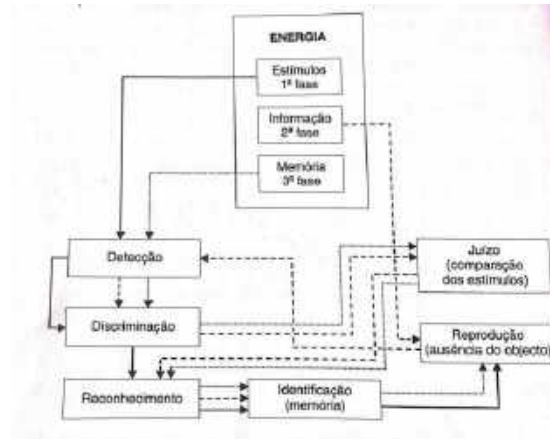 ENERGIA
Estímulos
1ª fase
Informação
2ª fase
Memória
3ª fase
Detecção
Juízo
(comparação
dos estímulos)
Discriminação
Reprodução
(ausência do objecto)
Reconhecimento
Identificação
(memória)